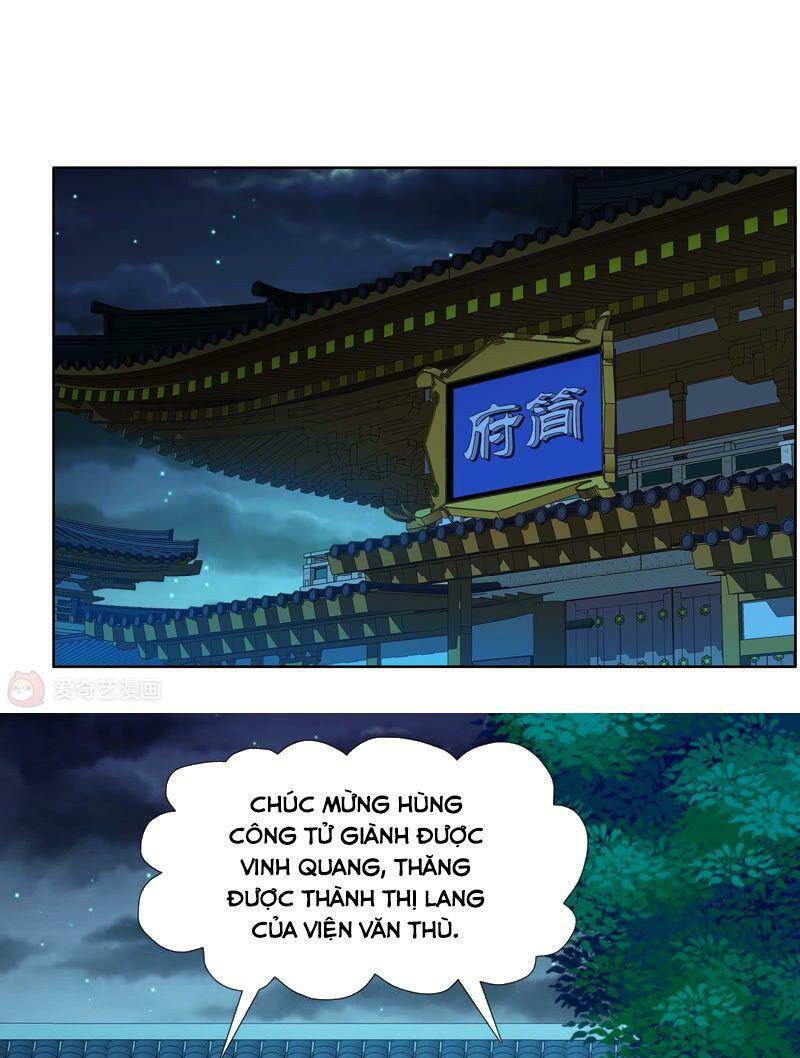 府简
爱奇艺漫画
CHÚC MỪNG HÙNG
CÔNG TỬ GIÀNH ĐƯỢC
VINH QUANG, THĂNG
ĐƯỢC THÀNH THỊ LANG
CỦA VIỆN VĂN THÙ.